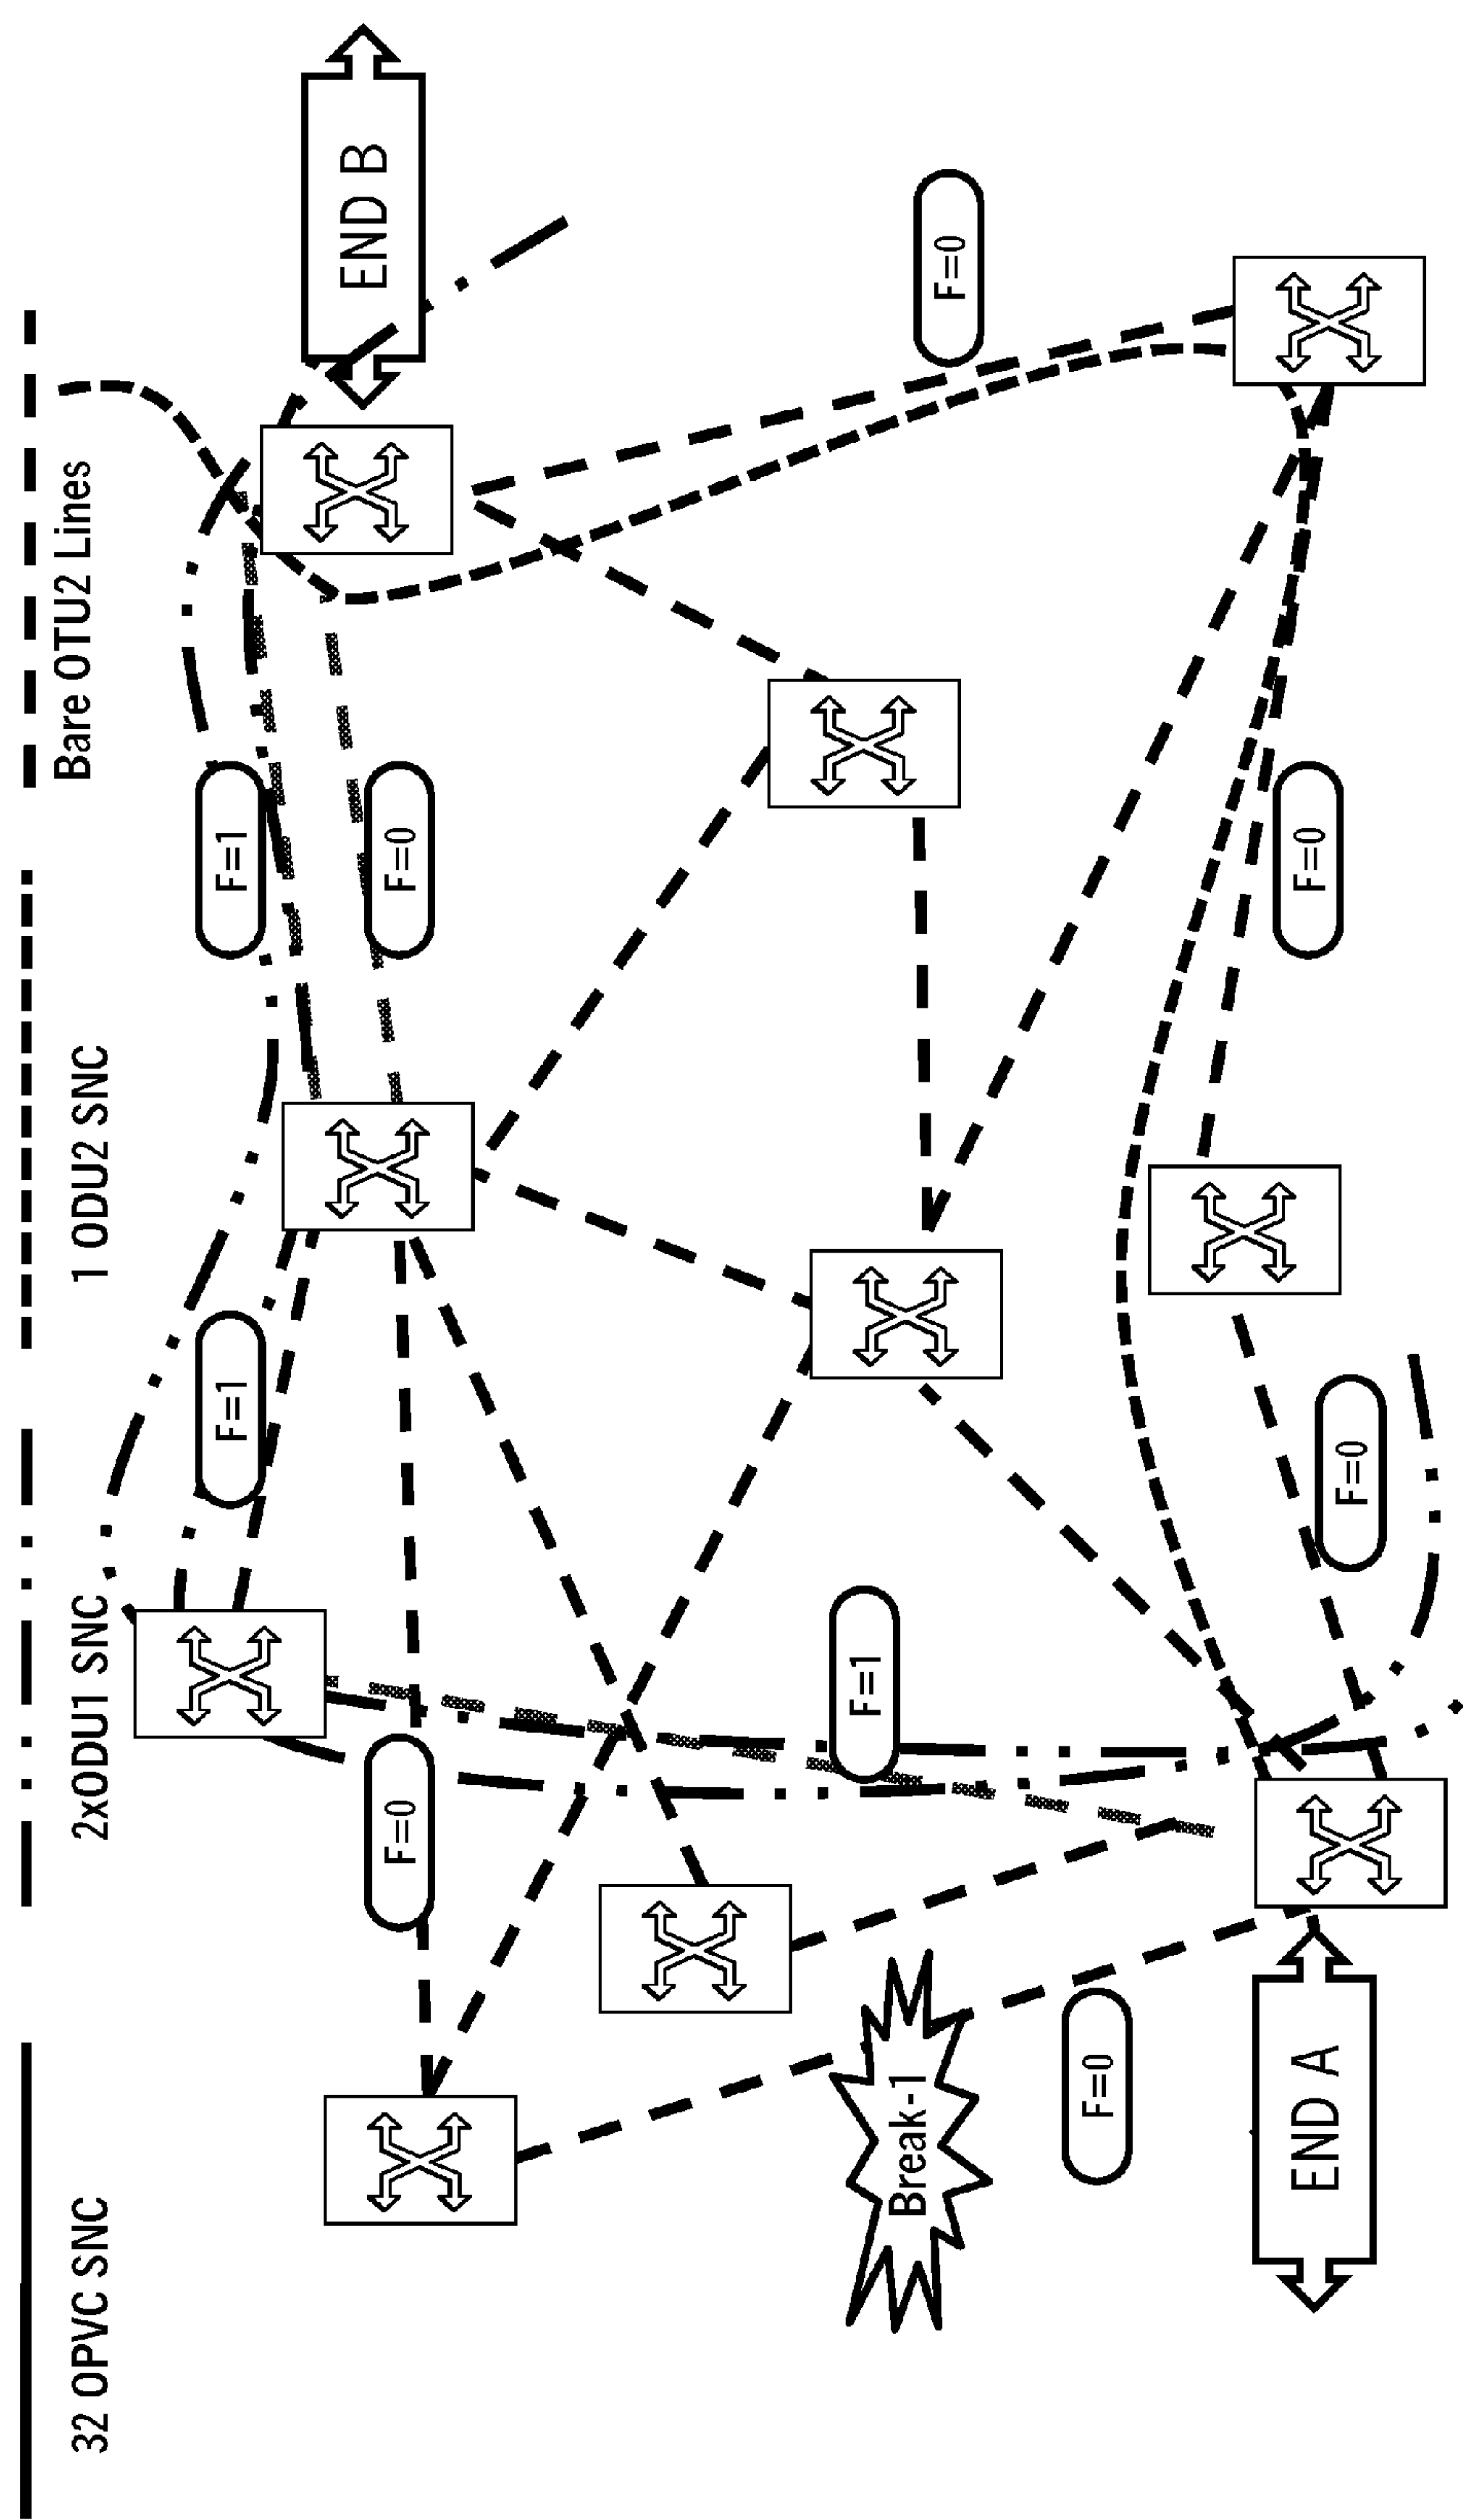 32 OPVC SNC
2xODU1 SNC
1 ODU2 SNC
Bare OTU2 Lines
F=1
F=1
END B
F=0
F=0
F=1
Break-1
F=0
F=0
END A
F=0
F=0